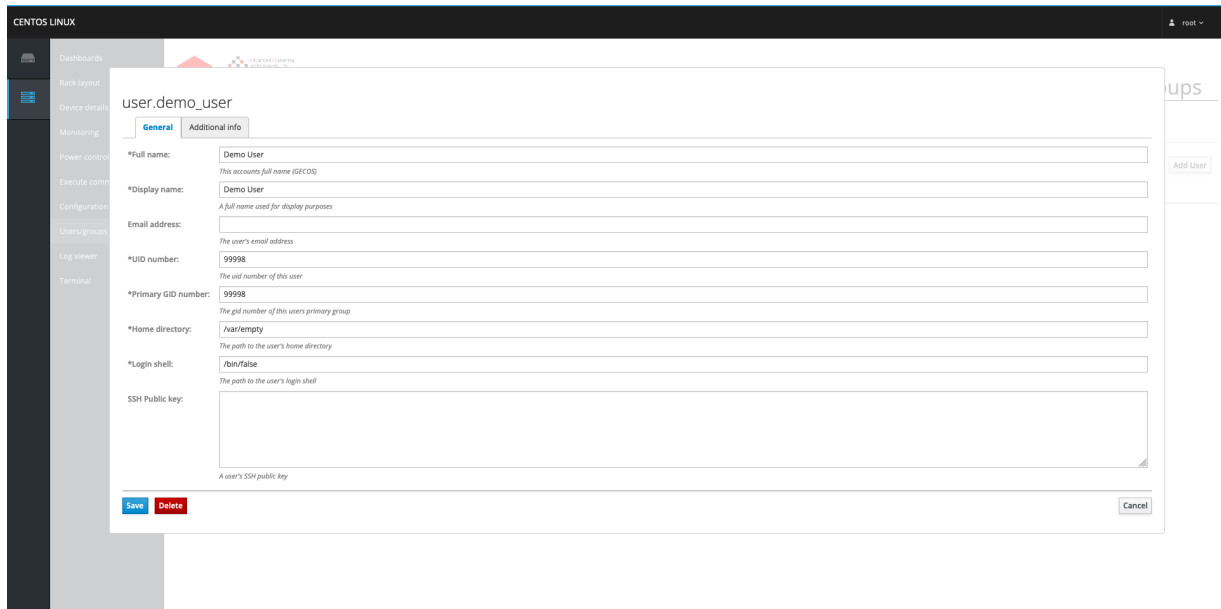 CENTOS LINUX
root
Dashboards
Rack layout
ups
Device details
user.demo_user
General Additional info
Monitoring
*Full name: Demo User
Power control
Add User
This accounts full name (GECOS)
Execute comm
*Display name: Demo User
Configuration
A full name used for display purposes
Email address:
Users/groups
The user's email address
Log viewer
*UID number: 99998
The uid number of this user
Terminal
*Primary GID number: 99998
The gid number of this users primary group
*Home directory: /var/empty
The path to the user's home directory
*Login shell: /bin/false
The path to the user's login shell
SSH Public key:
A user's SSH public key
Save Delete Cancel